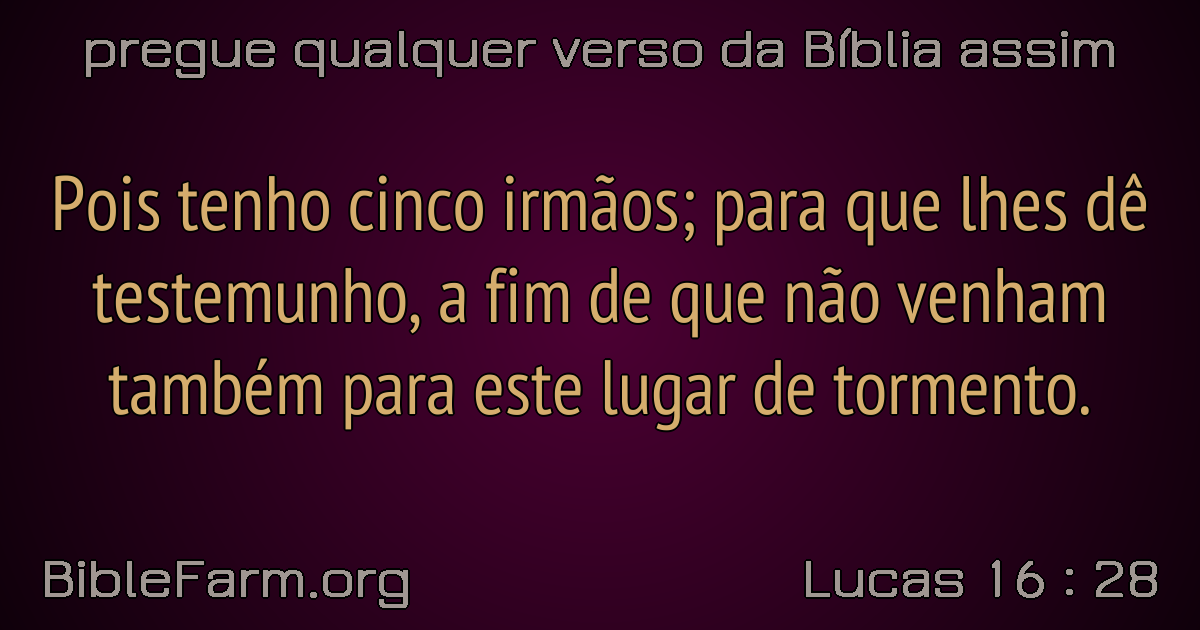 pregue qualquer verso da Bíblia assim
Pois tenho cinco irmãos; para que lhes dê
testemunho, a fim de que não venham
também para este lugar de tormento.
BibleFarm.org
Lucas 16 : 28